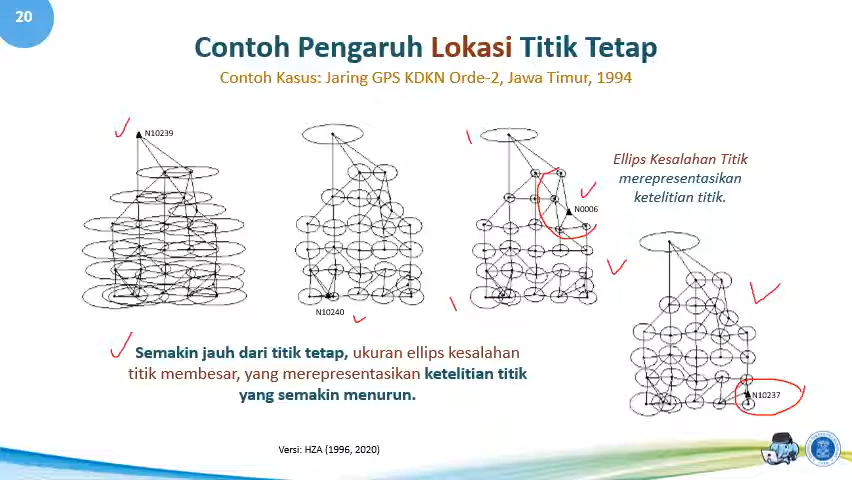 20
Contoh Pengaruh Lokasi Titik Tetap
Contoh Kasus: Jaring GPS KDKN Orde-2, Jawa Timur, 1994
N10239
N10240
N0006
Ellips Kesalahan Titik
merepresentasikan
ketelitian titik.
N10237
Semakin jauh dari titik tetap, ukuran ellips kesalahan
titik membesar, yang merepresentasikan ketelitian titik
yang semakin menurun.
Versi: HZA (1996, 2020)